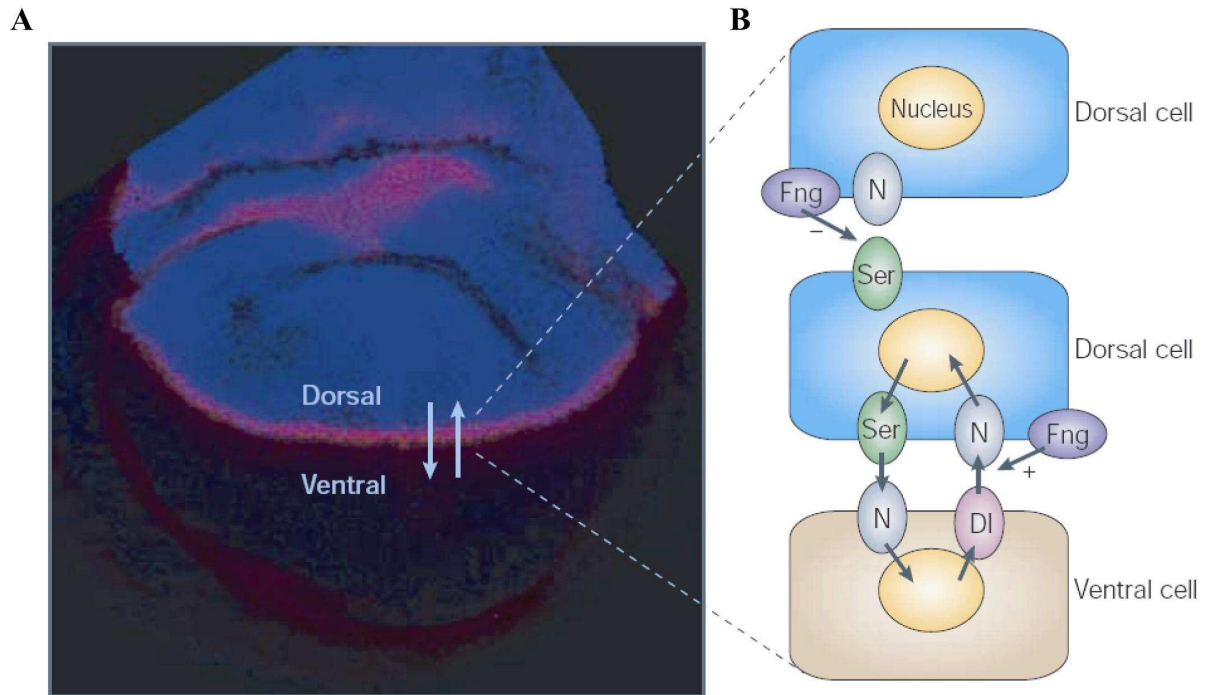 A
B
Nucleus
Dorsal cell
Fng
N
−
Ser
Dorsal cell
Dorsal
Ser
N
Fng
+
Ventral
N
Dl
Ventral cell